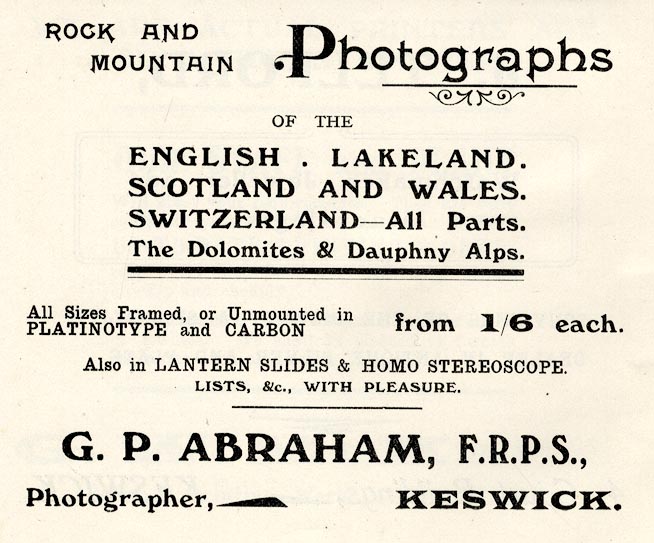 ROCK AND
MOUNTAIN
Photographs
OF THE
ENGLISH . LAKELAND.
SCOTLAND AND WALES.
SWITZERLAND—All Parts.
The Dolomites & Dauphny Alps.
All Sizes Framed, or Unmounted in
PLATINOTYPE and CARBON
from 1/6 each.
Also in LANTERN SLIDES & HOMO STEREOSCOPE.
LISTS, &c., WITH PLEASURE.
G. P. ABRAHAM, F.R.P.S.,
Photographer, KESWICK.